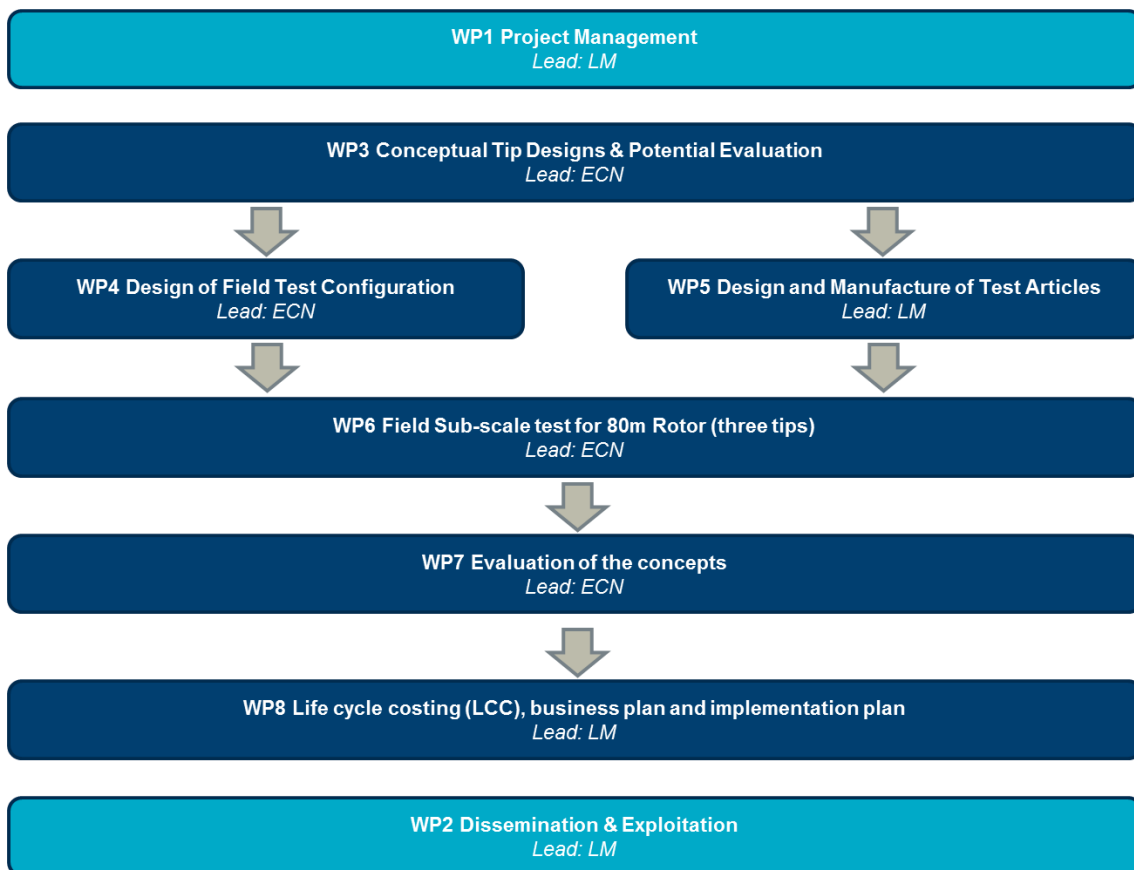 WP1 Project Management
Lead: LM
WP3 Conceptual Tip Designs & Potential Evaluation
Lead: ECN
WP4 Design of Field Test Configuration
Lead: ECN
WP5 Design and Manufacture of Test Articles
Lead: LM
WP6 Field Sub-scale test for 80m Rotor (three tips)
Lead: ECN
WP7 Evaluation of the concepts
Lead: ECN
WP8 Life cycle costing (LCC), business plan and implementation plan
Lead: LM
WP2 Dissemination & Exploitation
Lead: LM